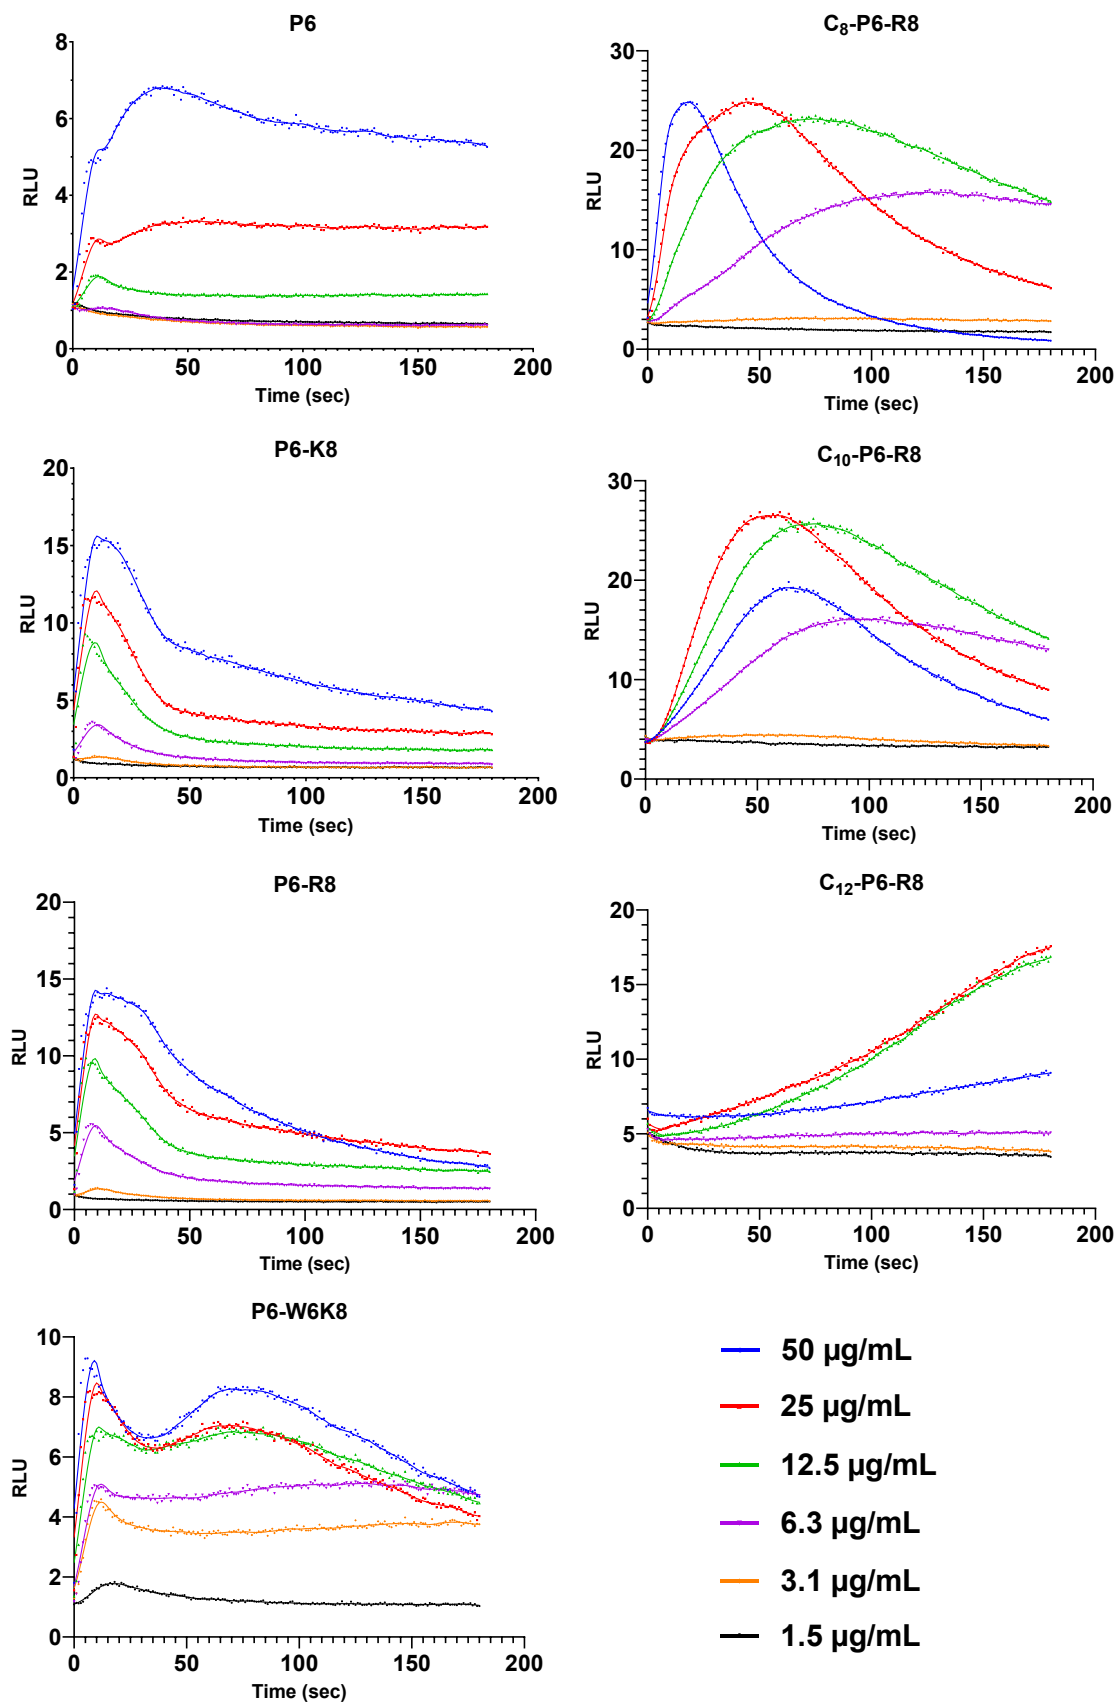 P6
8
6
4
2
0
RLU
0 50 100 150 200
Time (sec)
C₈-P6-R8
30
20
10
0
RLU
0 50 100 150 200
Time (sec)
P6-K8
20
15
10
5
0
RLU
0 50 100 150 200
Time (sec)
C₁₀-P6-R8
30
20
10
0
RLU
0 50 100 150 200
Time (sec)
P6-R8
20
15
10
5
0
RLU
0 50 100 150 200
Time (sec)
C₁₂-P6-R8
20
15
10
5
0
RLU
0 50 100 150 200
Time (sec)
P6-W6K8
10
8
6
4
2
0
RLU
0 50 100 150 200
Time (sec)
50 µg/mL
25 µg/mL
12.5 µg/mL
6.3 µg/mL
3.1 µg/mL
1.5 µg/mL